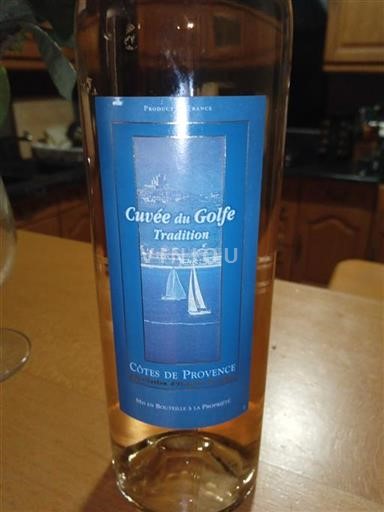 PRODUCT OF FRANCE
Cuvée du Golfe
Tradition
CÔTES DE PROVENCE
MIS EN BOUTEILLE À LA PROPRIÉTÉ